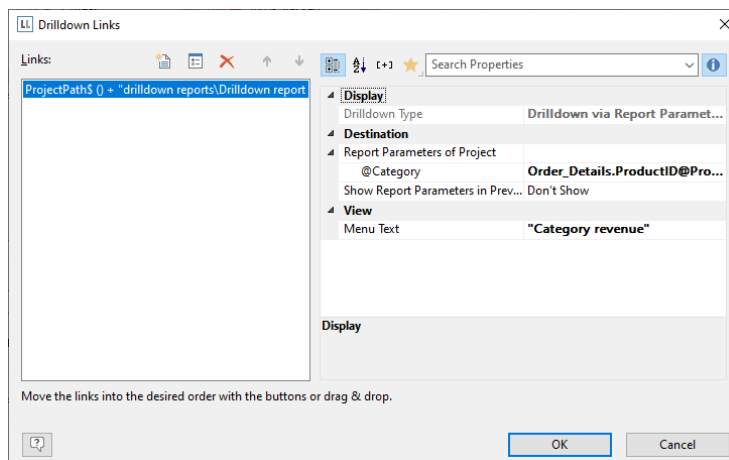 LL Drilldown Links
Links:
Search Properties
ProjectPath$ () + "drilldown reports\Drilldown report
Display
Drilldown Type Drilldown via Report Paramet...
Destination
Report Parameters of Project
@Category Order_Details.ProductID@Pro...
Show Report Parameters in Prev... Don't Show
View
Menu Text "Category revenue"
Display
Move the links into the desired order with the buttons or drag & drop.
OK Cancel